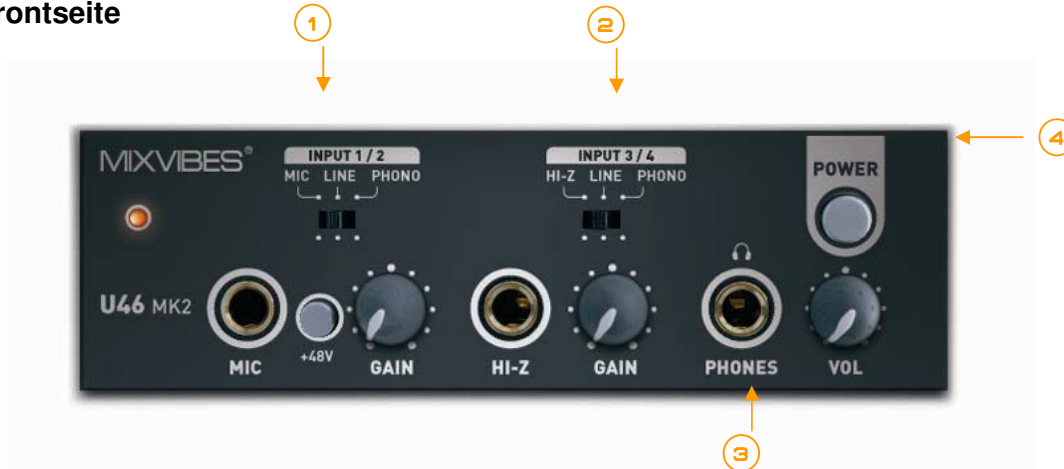 rontseite
1
2
4
MIXVIBES®
INPUT 1 / 2
MIC LINE PHONO
INPUT 3 / 4
HI-Z LINE PHONO
POWER
U46 MK2
MIC
+48V
GAIN
HI-Z
GAIN
PHONES
VOL
3